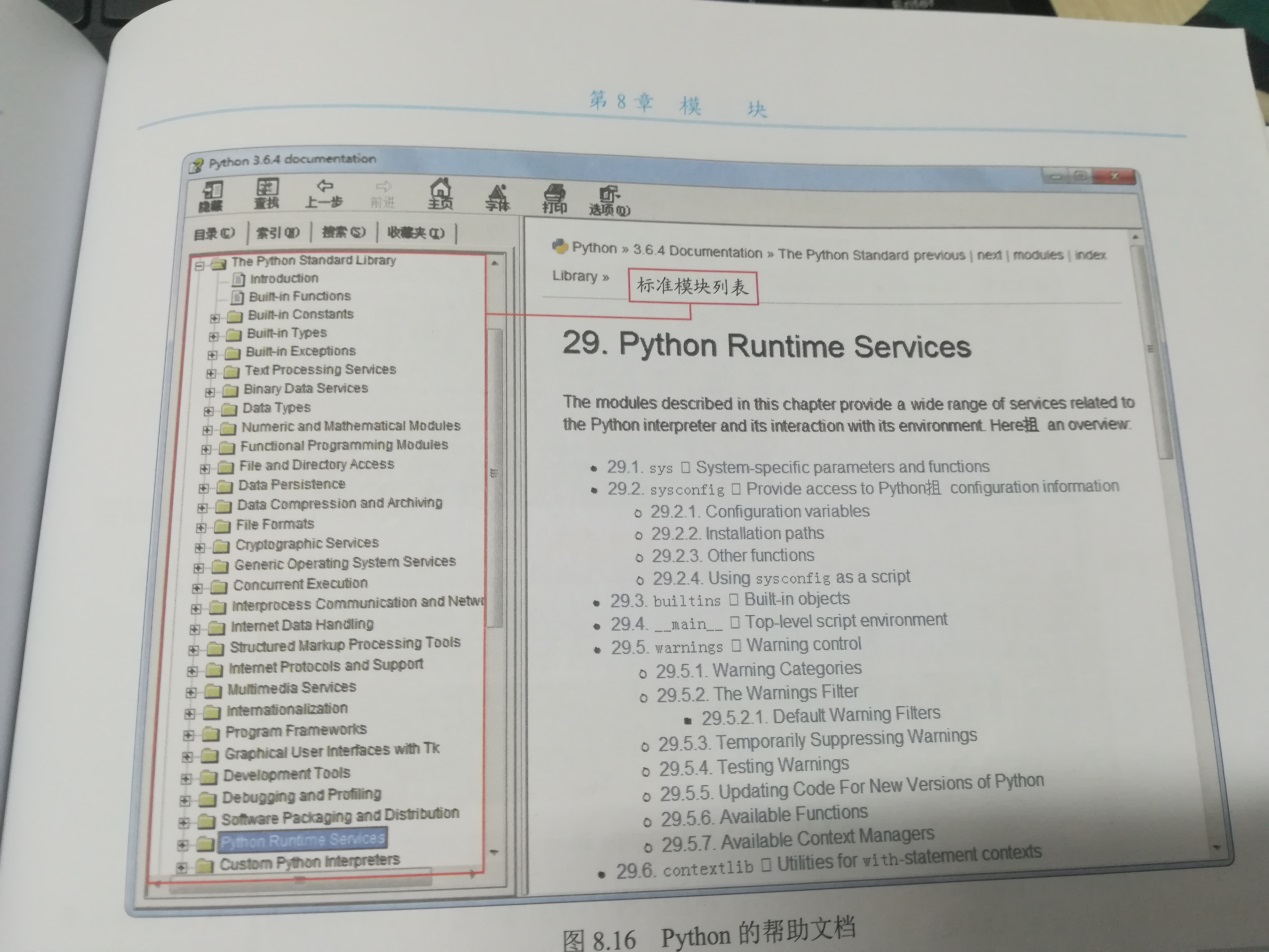 第8章 模 块
Python 3.6.4 documentation
隐藏 查找 上一步 前进 主页 字体 打印 选项(O)
目录(C) 索引(N) 搜索(S) 收藏夹(I)
The Python Standard Library
Introduction
Built-in Functions
Built-in Constants
Built-in Types
Built-in Exceptions
Text Processing Services
Binary Data Services
Data Types
Numeric and Mathematical Modules
Functional Programming Modules
File and Directory Access
Data Persistence
Data Compression and Archiving
File Formats
Cryptographic Services
Generic Operating System Services
Concurrent Execution
Interprocess Communication and Netw
Internet Data Handling
Structured Markup Processing Tools
Internet Protocols and Support
Multimedia Services
Internationalization
Program Frameworks
Graphical User Interfaces with Tk
Development Tools
Debugging and Profiling
Software Packaging and Distribution
Python Runtime Services
Custom Python Interpreters
Python » 3.6.4 Documentation » The Python Standard previous | next | modules | index
Library »
标准模块列表
29. Python Runtime Services
The modules described in this chapter provide a wide range of services related to
the Python interpreter and its interaction with its environment. Here抯 an overview:
• 29.1. sys □ System-specific parameters and functions
• 29.2. sysconfig □ Provide access to Python抯 configuration information
○ 29.2.1. Configuration variables
○ 29.2.2. Installation paths
○ 29.2.3. Other functions
○ 29.2.4. Using sysconfig as a script
• 29.3. builtins □ Built-in objects
• 29.4. __main__ □ Top-level script environment
• 29.5. warnings □ Warning control
○ 29.5.1. Warning Categories
○ 29.5.2. The Warnings Filter
■ 29.5.2.1. Default Warning Filters
○ 29.5.3. Temporarily Suppressing Warnings
○ 29.5.4. Testing Warnings
○ 29.5.5. Updating Code For New Versions of Python
○ 29.5.6. Available Functions
○ 29.5.7. Available Context Managers
• 29.6. contextlib □ Utilities for with-statement contexts
图 8.16 Python 的帮助文档